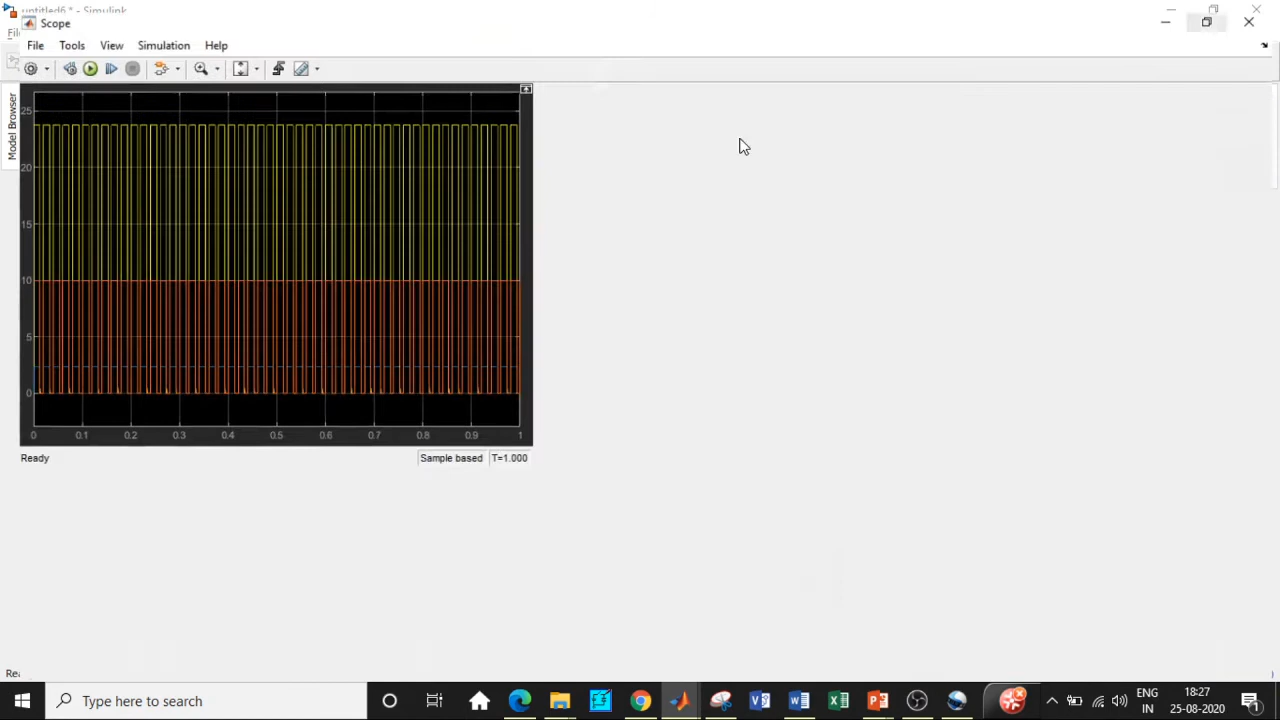 untitled6 * - Simulink
Scope
File Tools View Simulation Help
Model Browser
25
20
15
10
5
0
0 0.1 0.2 0.3 0.4 0.5 0.6 0.7 0.8 0.9 1
Ready Sample based T=1.000
Type here to search
ENG 18:27
IN 25-08-2020